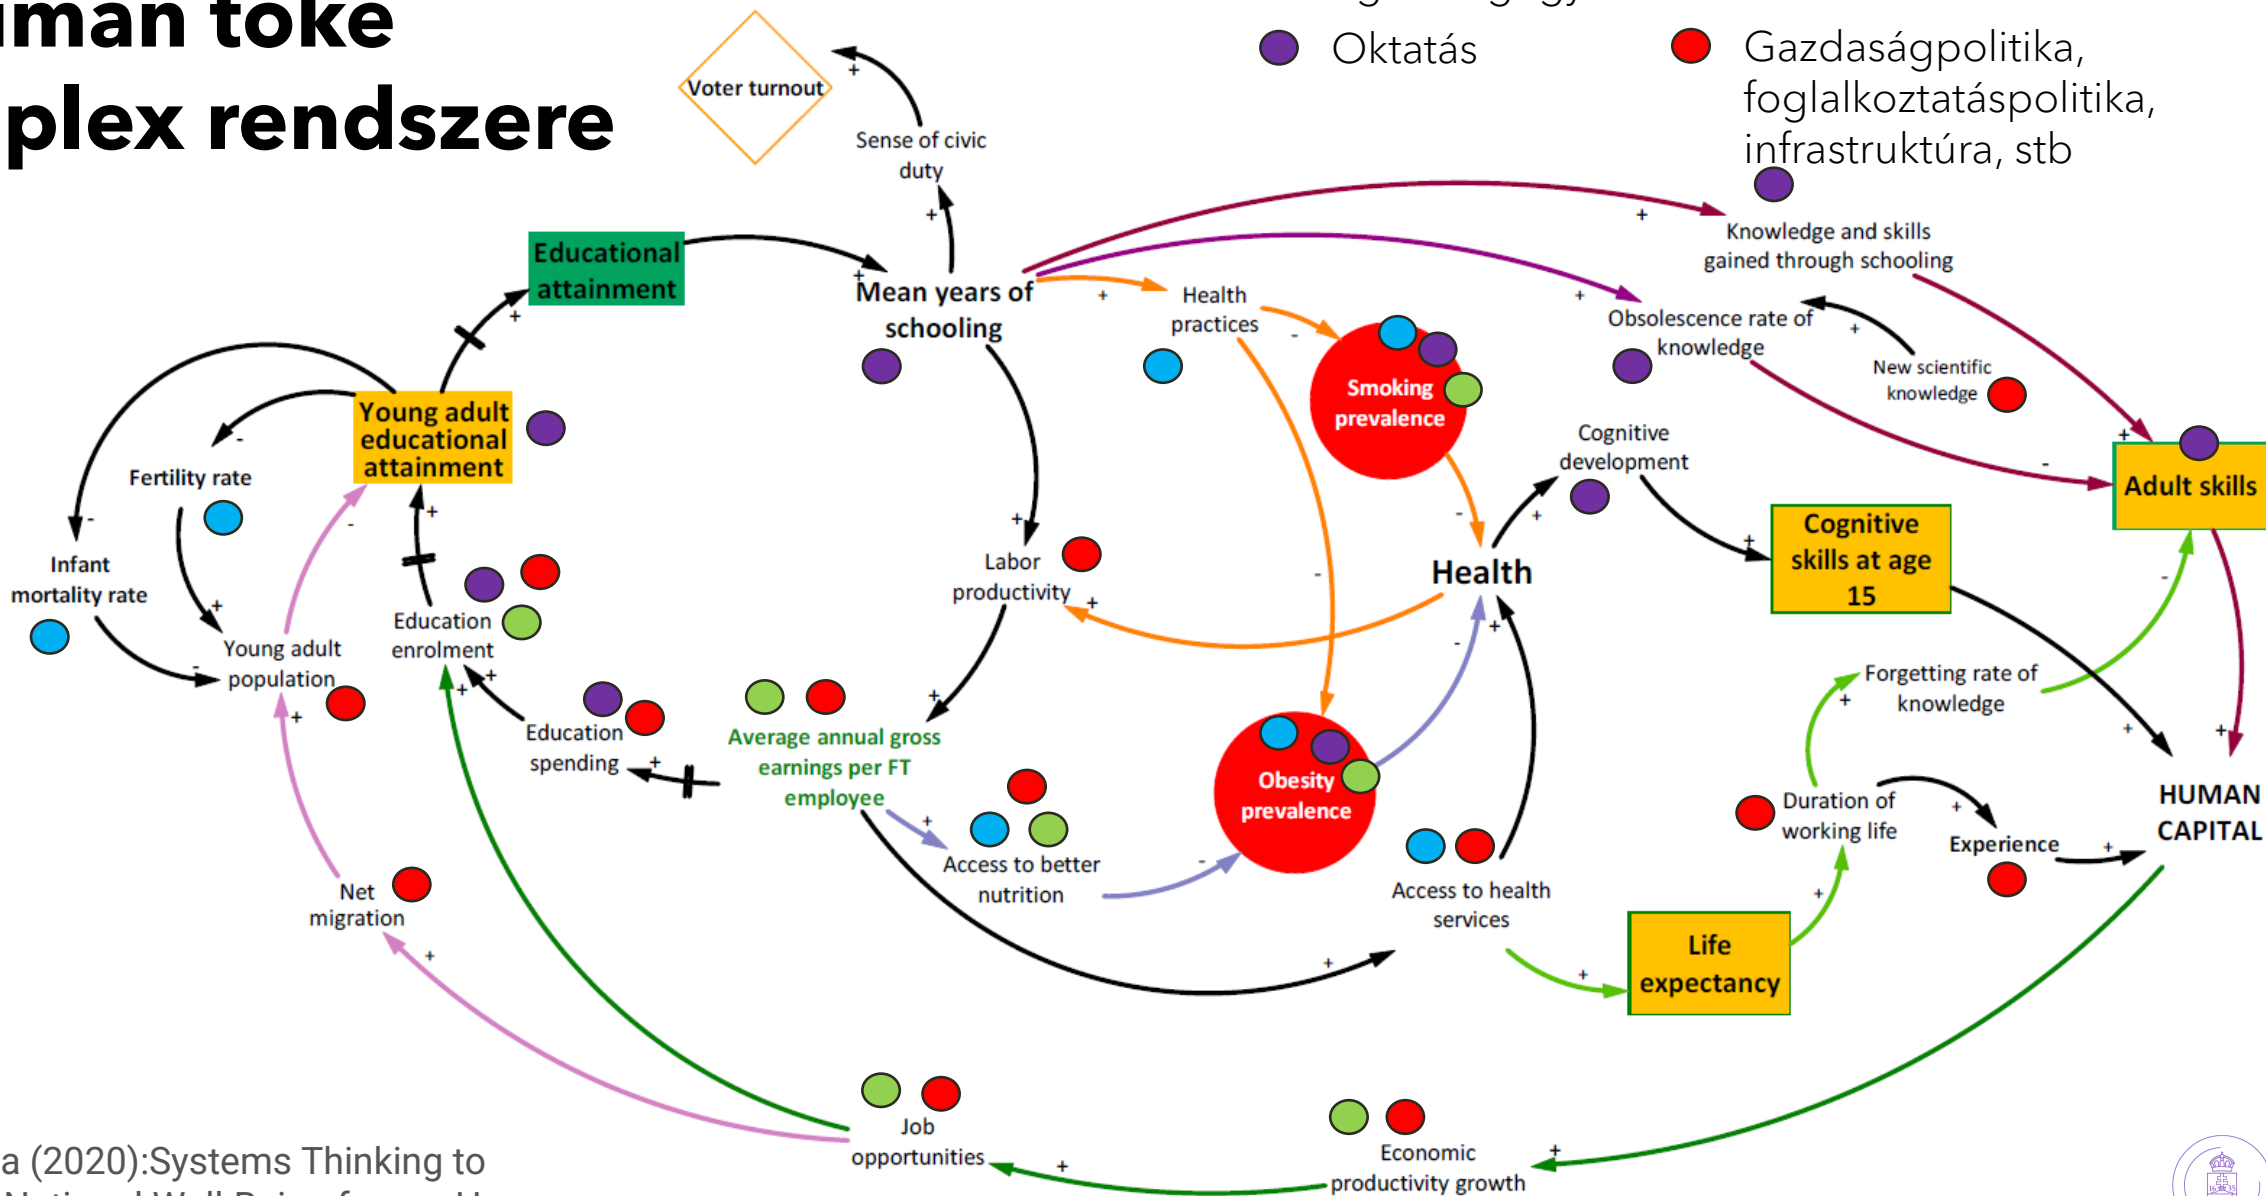 toke
plex rendszere
Oktatás
Gazdaságpolitika,
foglalkoztatáspolitika,
infrastruktúra, stb
Voter turnout
+
Sense of civic
duty
+
Educational
attainment
+
+
Mean years of
schooling
+
Knowledge and skills
gained through schooling
+
Health
practices
+
Obsolescence rate of
knowledge
+
New scientific
knowledge
-
Smoking
prevalence
Young adult
educational
attainment
-
Fertility rate
-
Infant
mortality rate
+
-
Young adult
population
-
+
Education
enrolment
+
+
+
Education
spending
+
+
Labor
productivity
+
+
Average annual gross
earnings per FT
employee
+
Access to better
nutrition
-
Obesity
prevalence
-
-
-
+
Health
+
Cognitive
development
+
Cognitive
skills at age
15
+
-
Adult skills
-
Forgetting rate of
knowledge
+
+
+
HUMAN
CAPITAL
Duration of
working life
+
Experience
+
Access to health
services
+
+
Life
expectancy
+
Net
migration
+
Job
opportunities
+
Economic
productivity growth
+
a (2020):Systems Thinking to